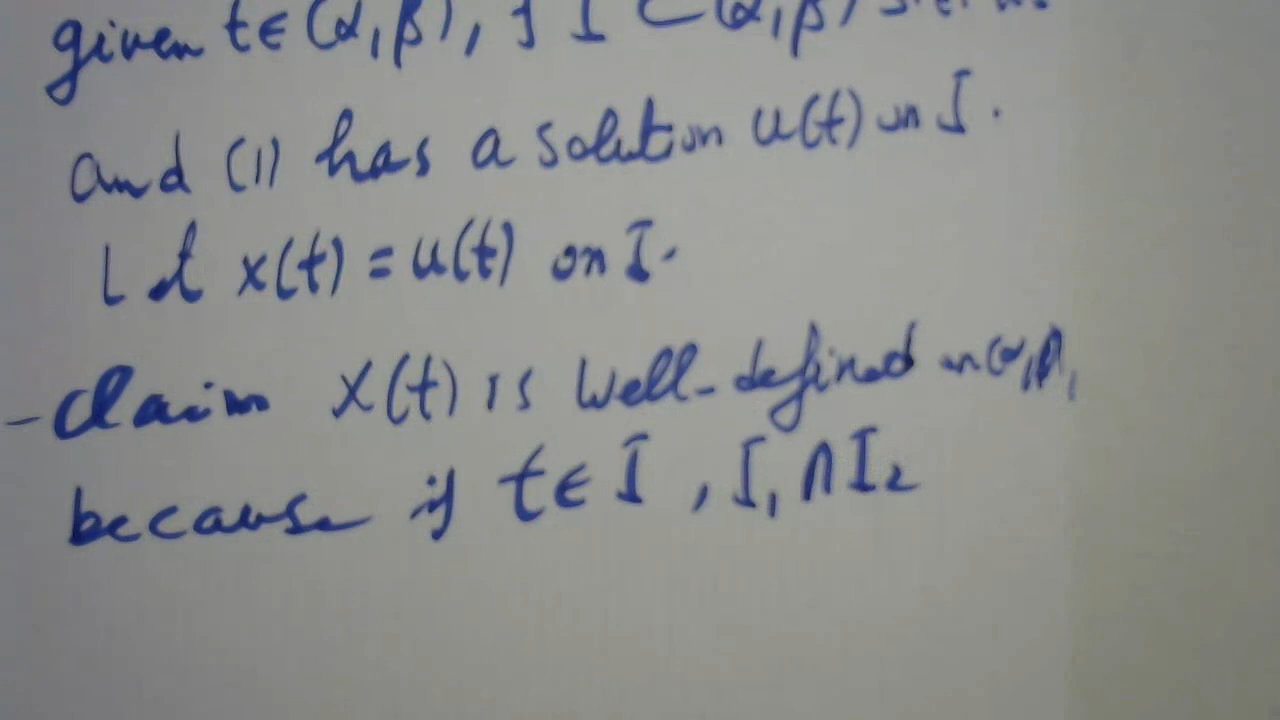 given t∈(α,β), ∃ I ⊂ (α,β) s.t.
and (1) has a solution u(t) on I.
Let x(t) = u(t) on I.
- Claim X(t) is well-defined on (α,β,
because if t∈I, I₁∩I₂